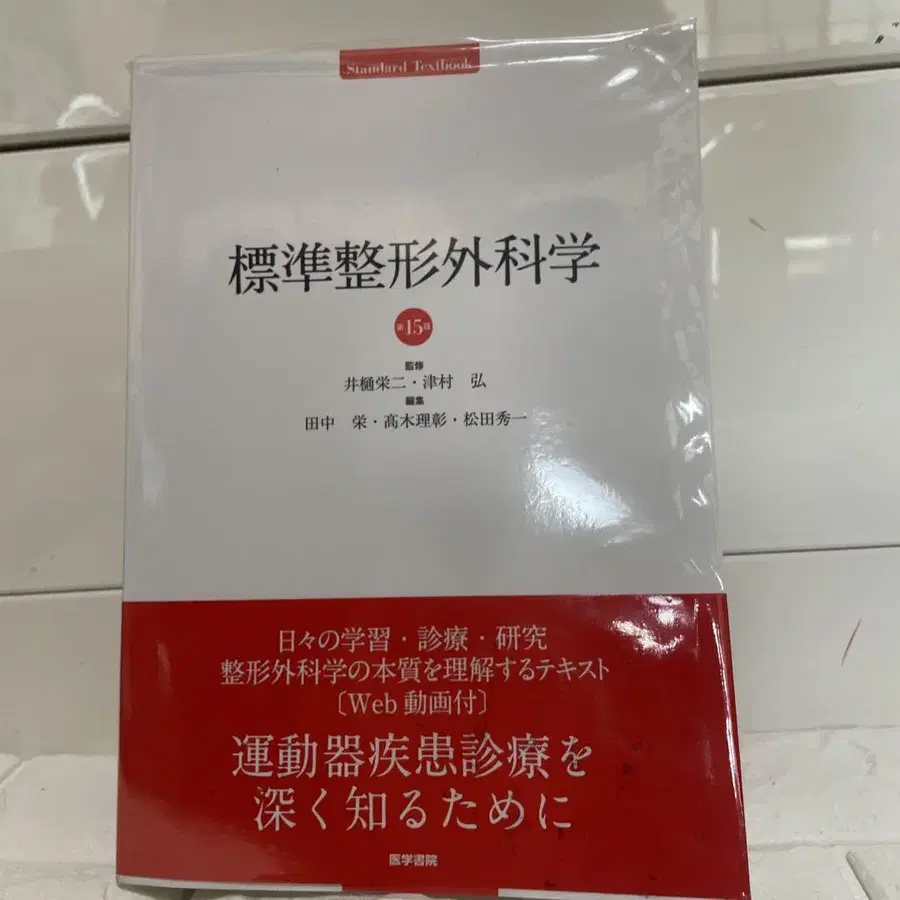 Standard Textbook
標準整形外科学
第15版
監修
井樋栄二・津村　弘
編集
田中　栄・髙木理彰・松田秀一
日々の学習・診療・研究
整形外科学の本質を理解するテキスト
〔Web動画付〕
運動器疾患診療を
深く知るために
医学書院